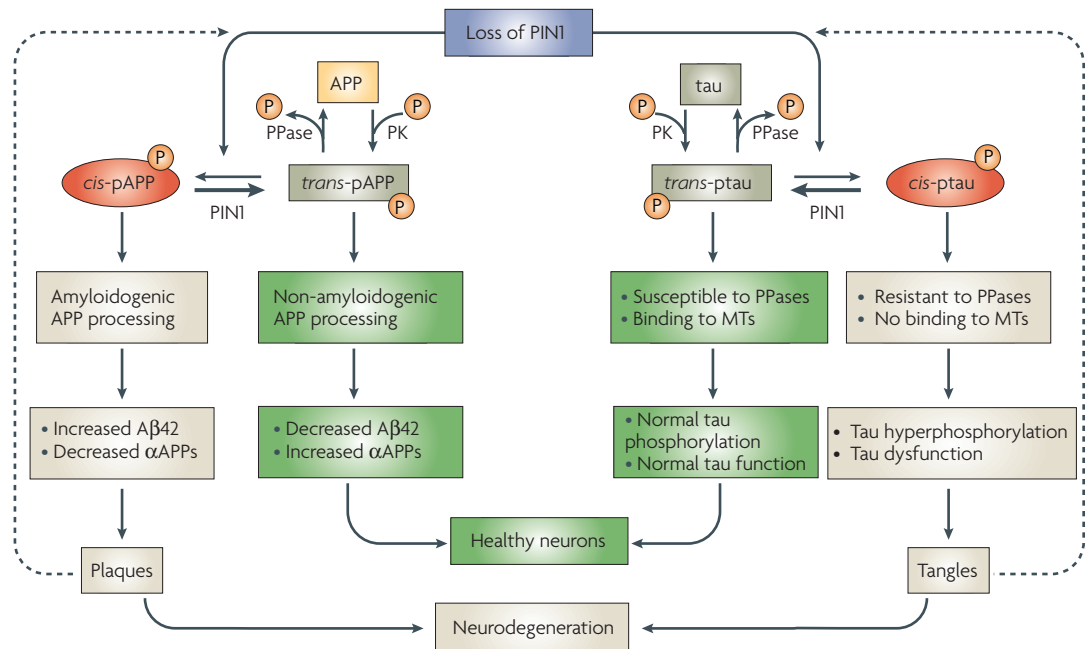 Loss of PIN1
APP
tau
P
P
P
P
PPase
PK
PK
PPase
P
P
cis-pAPP
trans-pAPP
trans-ptau
cis-ptau
P
P
PIN1
PIN1
Amyloidogenic
APP processing
Non-amyloidogenic
APP processing
• Susceptible to PPases
• Binding to MTs
• Resistant to PPases
• No binding to MTs
• Increased Aβ42
• Decreased αAPPs
• Decreased Aβ42
• Increased αAPPs
• Normal tau
phosphorylation
• Normal tau function
• Tau hyperphosphorylation
• Tau dysfunction
Healthy neurons
Plaques
Tangles
Neurodegeneration